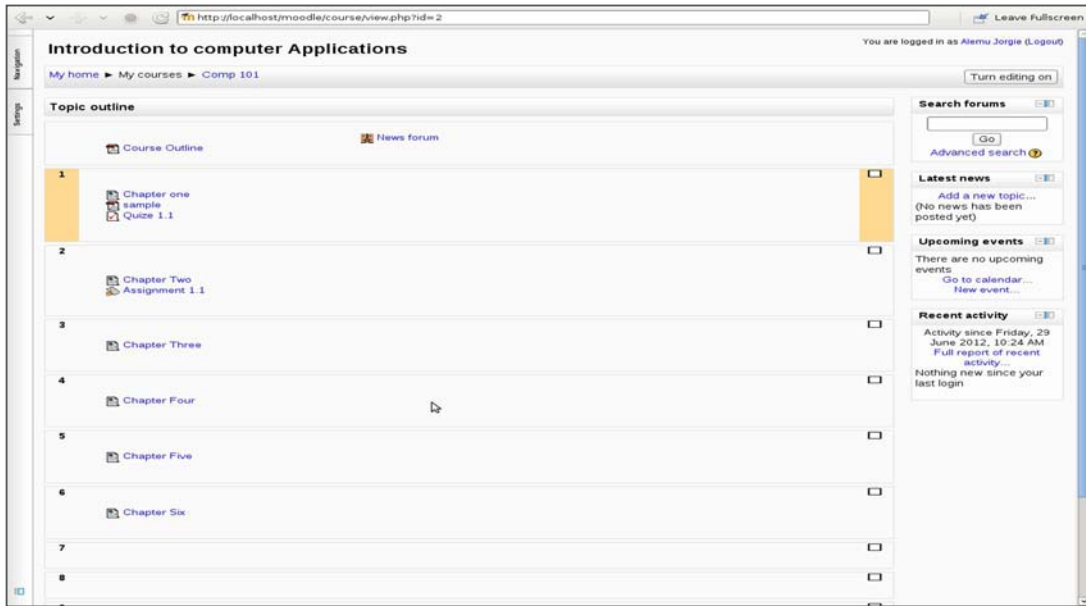 http://localhost/moodle/course/view.php?id=2
Leave Fullscreen
Navigation
Settings
Introduction to computer Applications
You are logged in as Alemu Jorgie (Logout)
My home ► My courses ► Comp 101
Turn editing on
Topic outline
News forum
Course Outline
1
Chapter one
sample
Quize 1.1
2
Chapter Two
Assignment 1.1
3
Chapter Three
4
Chapter Four
5
Chapter Five
6
Chapter Six
7
8
Search forums
Go
Advanced search
Latest news
Add a new topic...
(No news has been
posted yet)
Upcoming events
There are no upcoming
events
Go to calendar...
New event...
Recent activity
Activity since Friday, 29
June 2012, 10:24 AM
Full report of recent
activity...
Nothing new since your
last login